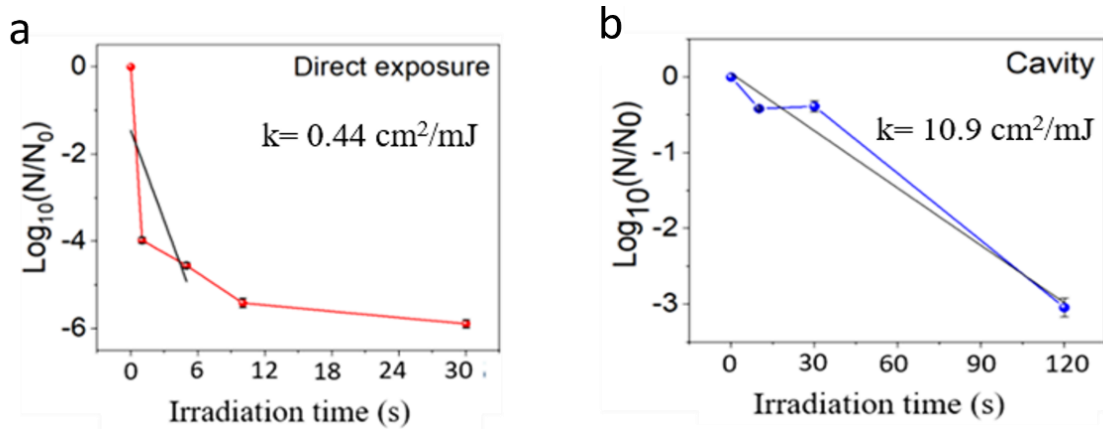 a
Direct exposure
k= 0.44 cm²/mJ
0
-2
-4
-6
Log₁₀(N/N₀)
0 6 12 18 24 30
Irradiation time (s)
b
Cavity
k= 10.9 cm²/mJ
0
-1
-2
-3
Log₁₀(N/N0)
0 10 30 60 90 120
Irradiation time (s)